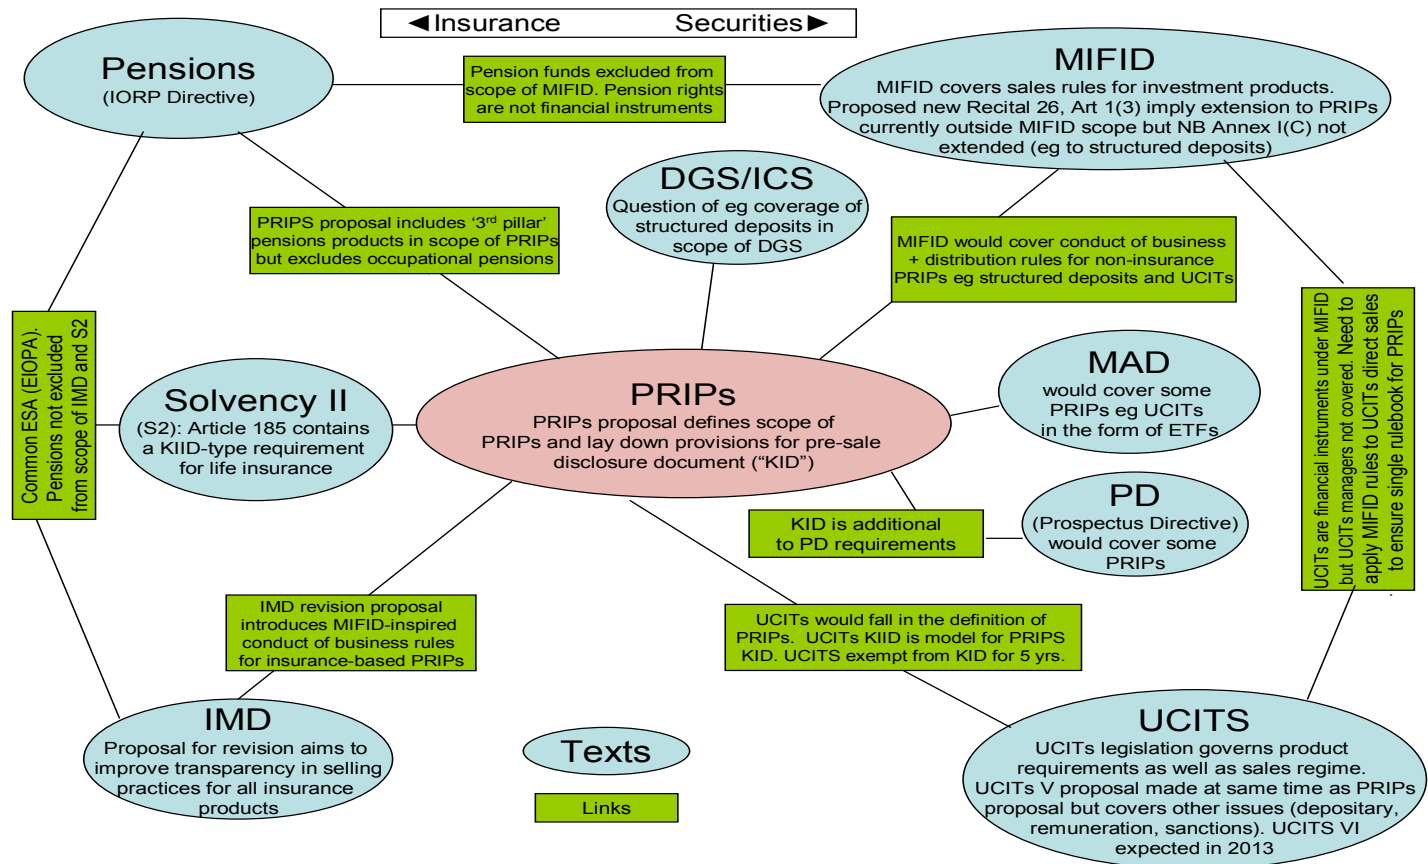 ◄Insurance Securities►
Pensions
(IORP Directive)
Pension funds excluded from
scope of MIFID. Pension rights
are not financial instruments
MIFID
MIFID covers sales rules for investment products.
Proposed new Recital 26, Art 1(3) imply extension to PRIPs
currently outside MIFID scope but NB Annex I(C) not
extended (eg to structured deposits)
DGS/ICS
Question of eg coverage of
structured deposits in
scope of DGS
PRIPS proposal includes ‘3rd pillar’
pensions products in scope of PRIPs
but excludes occupational pensions
MIFID would cover conduct of business
+ distribution rules for non-insurance
PRIPs eg structured deposits and UCITs
Common ESA (EIOPA).
Pensions not excluded
from scope of IMD and S2
UCITs are financial instruments under MIFID
but UCITs managers not covered. Need to
apply MIFID rules to UCITs direct sales
to ensure single rulebook for PRIPs
.
Solvency II
(S2): Article 185 contains
a KIID-type requirement
for life insurance
PRIPs
PRIPs proposal defines scope of
PRIPs and lay down provisions for pre-sale
disclosure document (“KID”)
MAD
would cover some
PRIPs eg UCITs
in the form of ETFs
KID is additional
to PD requirements
PD
(Prospectus Directive)
would cover some
PRIPs
IMD revision proposal
introduces MIFID-inspired
conduct of business rules
for insurance-based PRIPs
UCITs would fall in the definition of
PRIPs. UCITs KIID is model for PRIPS
KID. UCITS exempt from KID for 5 yrs.
IMD
Proposal for revision aims to
improve transparency in selling
practices for all insurance
products
Texts
Links
UCITS
UCITs legislation governs product
requirements as well as sales regime.
UCITs V proposal made at same time as PRIPs
proposal but covers other issues (depositary,
remuneration, sanctions). UCITS VI
expected in 2013